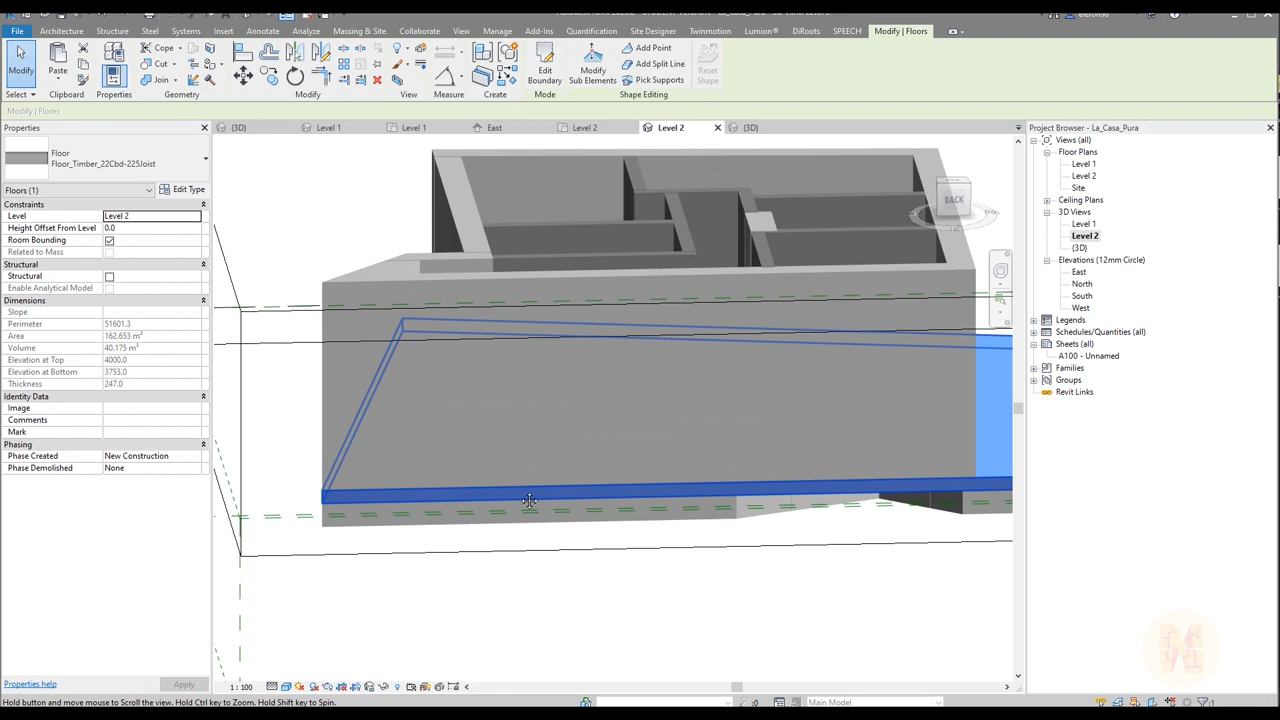 File Architecture Structure Steel Systems Insert Annotate Analyze Massing & Site Collaborate View Manage Add-Ins Quantification Site Designer Twinmotion Lumion® DiRoots SPEECH Modify | Floors
Modify
Paste
Cope
Cut
Join
Edit Boundary
Modify Sub Elements
Add Point
Add Split Line
Pick Supports
Reset Shape
Select Clipboard Properties Geometry Modify View Measure Create Mode Shape Editing
Modify | Floors
Properties
{3D} Level 1 Level 1 East Level 2 Level 2 {3D}
Project Browser - La_Casa_Pura
Floor
Floor_Timber_22Cbd-225Joist
Floors (1) Edit Type
Constraints
Level Level 2
Height Offset From Level 0.0
Room Bounding
Related to Mass
Structural
Structural
Enable Analytical Model
Dimensions
Slope
Perimeter 51601.3
Area 162.653 m²
Volume 40.175 m³
Elevation at Top 4000.0
Elevation at Bottom 3753.0
Thickness 247.0
Identity Data
Image
Comments
Mark
Phasing
Phase Created New Construction
Phase Demolished None
Properties help Apply
BACK
Views (all)
Floor Plans
Level 1
Level 2
Site
Ceiling Plans
3D Views
Level 1
Level 2
{3D}
Elevations (12mm Circle)
East
North
South
West
Legends
Schedules/Quantities (all)
Sheets (all)
A100 - Unnamed
Families
Groups
Revit Links
1 : 100
Hold button and move mouse to Scroll the view. Hold Ctrl key to Zoom. Hold Shift key to Spin.
:0 Main Model :1